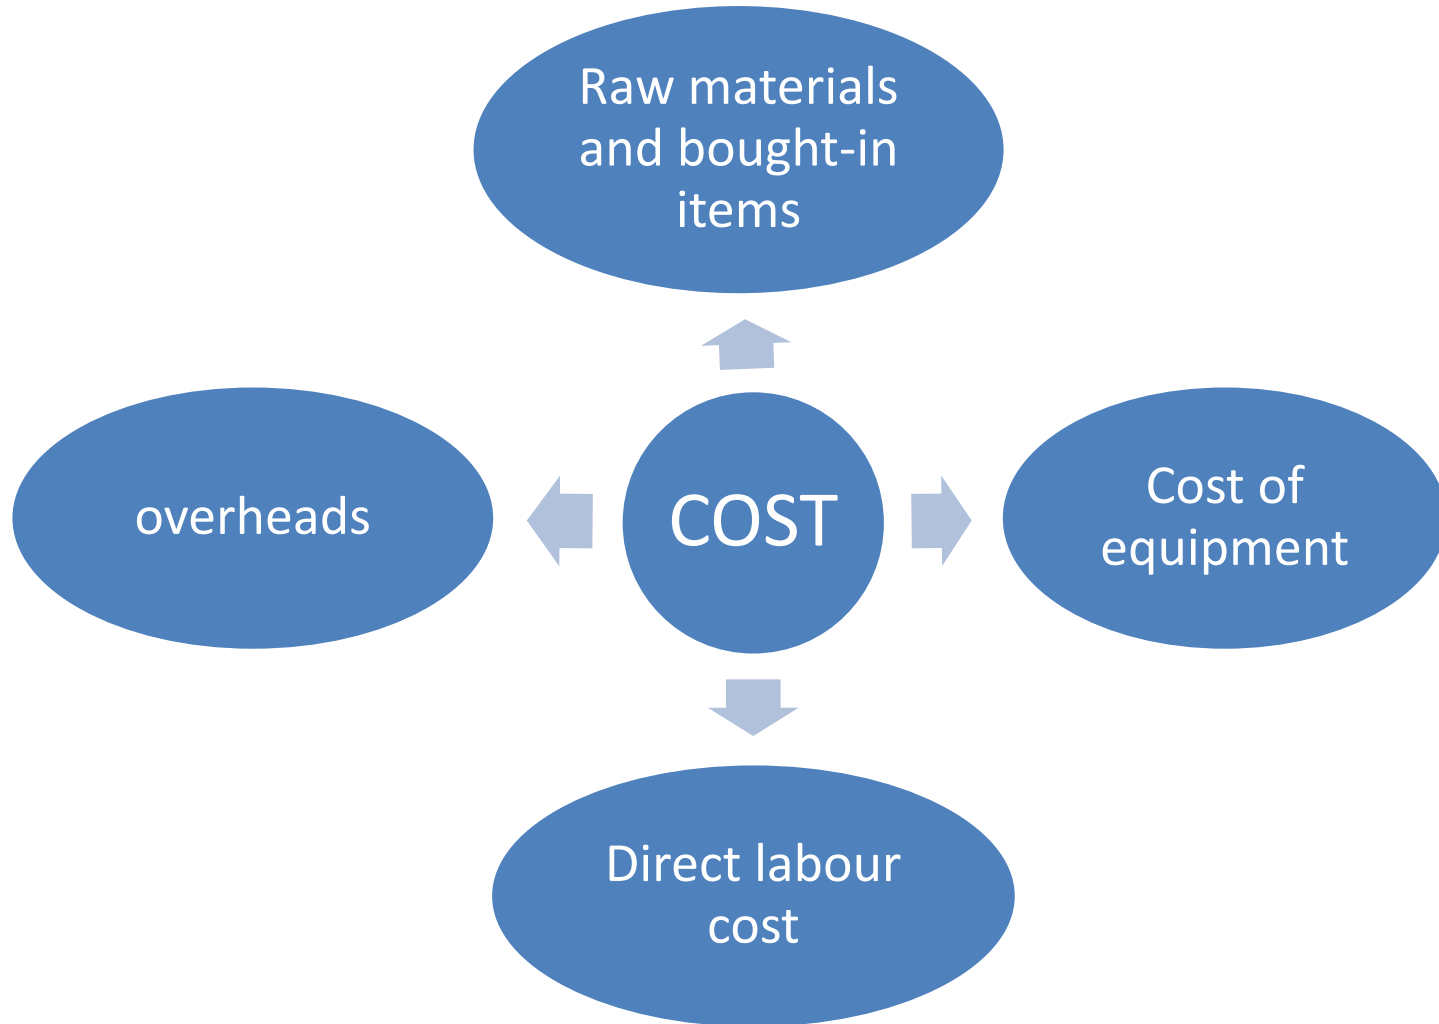 Raw materials
and bought-in
items
overheads
COST
Cost of
equipment
Direct labour
cost